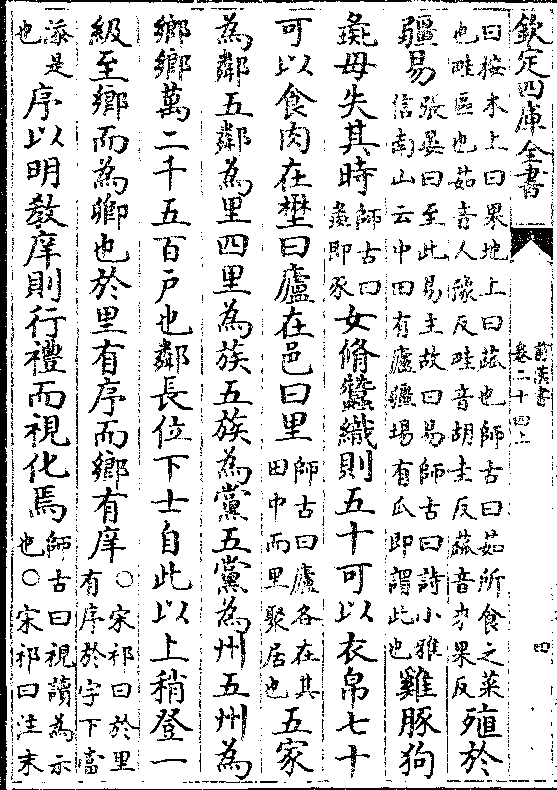 欽定四庫全書
前漢書
卷二十四上
四
曰按木上曰果地上曰蓏也師古曰茹所食之菜
也畦區也茹音人豫反畦音胡圭反蓏音力果反
殖於
疆易
張晏曰至此易主故曰易師古曰詩小雅
信南山云中田有廬疆埸有瓜即謂此也
雞豚狗
彘毋失其時
師古曰
彘即豕
女脩蠶織則五十可以衣帛七十
可以食肉在壄曰廬在邑曰里
師古曰廬各在其
田中而里聚居也
五家
為鄰五鄰為里四里為族五族為黨五黨為州五州為
鄉鄉萬二千五百戶也鄰長位下士自此以上稍登一
級至鄉而為卿也於里有序而鄉有庠
○宋祁曰於里
有序於字下當
添是
也
序以明教庠則行禮而視化焉
師古曰視讀為示
也○宋祁曰注末